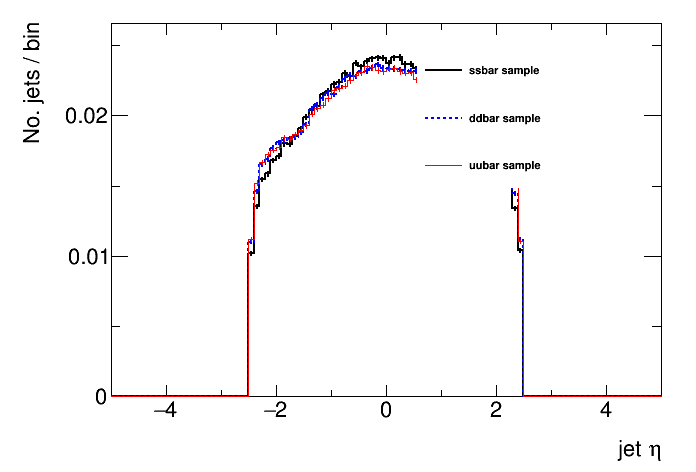 No. jets / bin
0.02
0.01
0
−4
−2
0
2
4
jet η
ssbar sample
ddbar sample
uubar sample